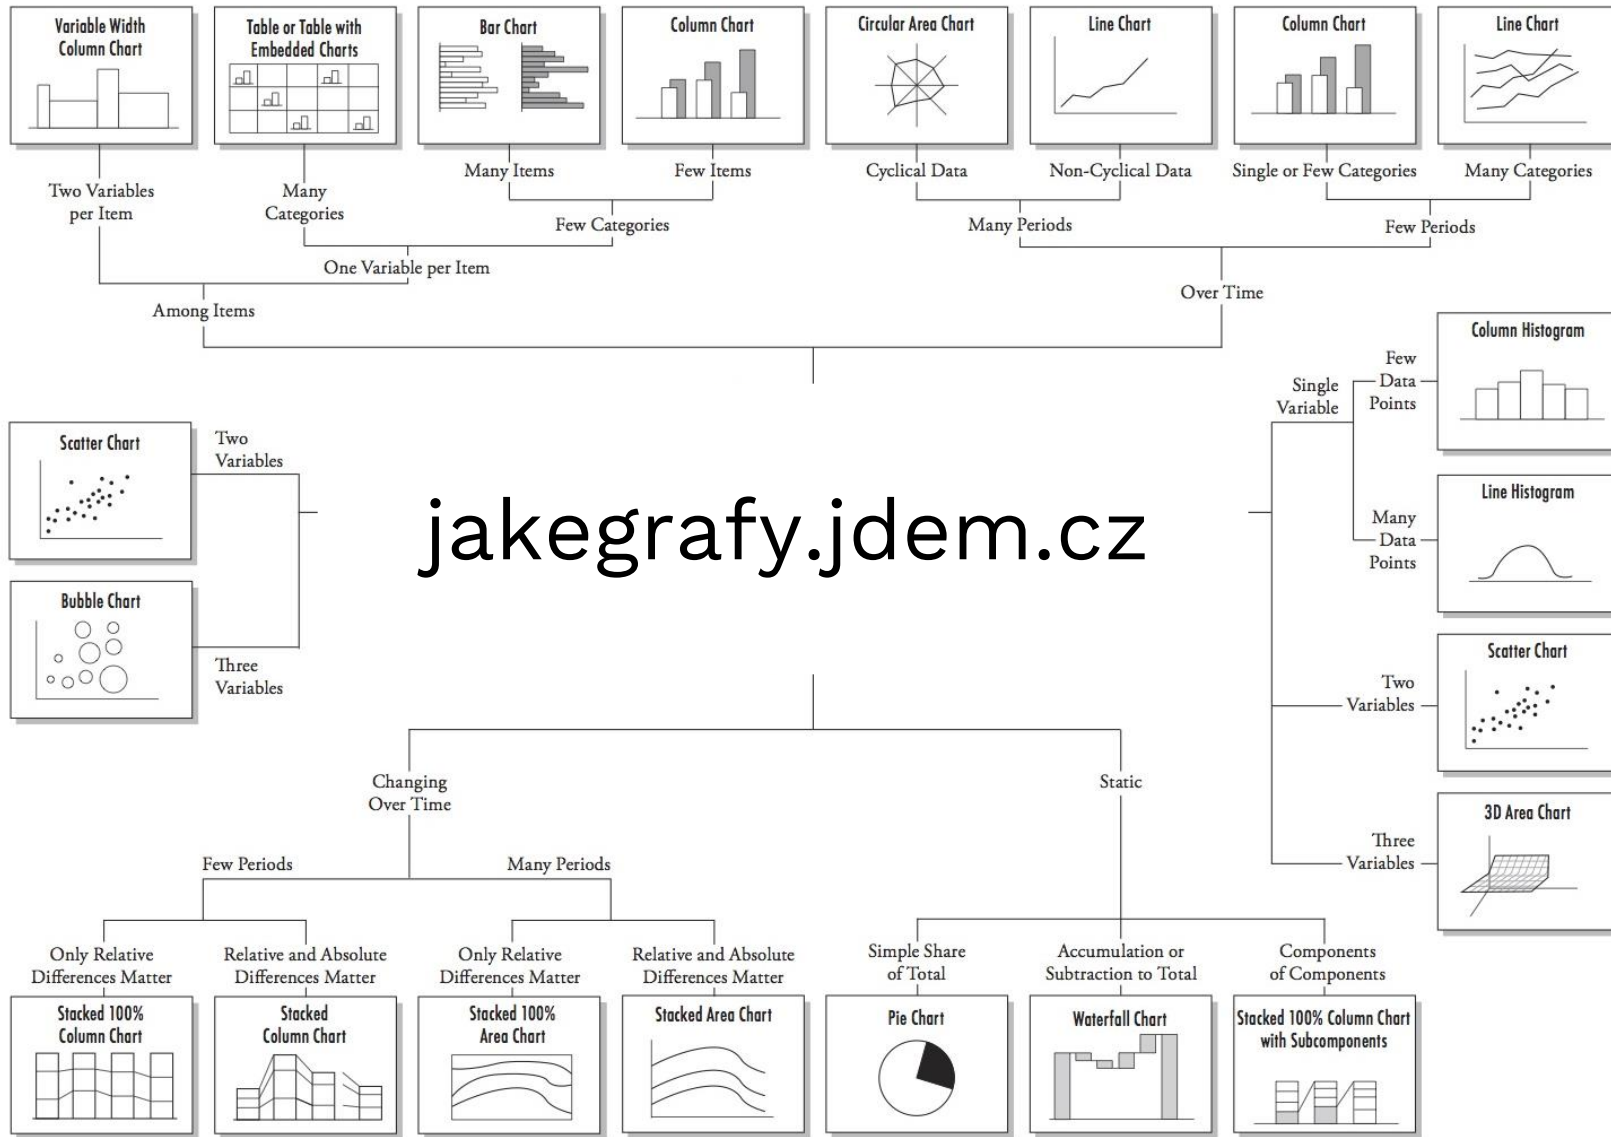 Variable Width
Column Chart
Table or Table with
Embedded Charts
Bar Chart
Column Chart
Circular Area Chart
Line Chart
Column Chart
Line Chart
Two Variables
per Item
Many
Categories
Many Items
Few Items
Cyclical Data
Non-Cyclical Data
Single or Few Categories
Many Categories
Few Categories
Many Periods
Few Periods
One Variable per Item
Among Items
Over Time
Scatter Chart
Two
Variables
Bubble Chart
Three
Variables
jakegrafy.jdem.cz
Single
Variable
Few
Data
Points
Column Histogram
Many
Data
Points
Line Histogram
Two
Variables
Scatter Chart
Three
Variables
3D Area Chart
Changing
Over Time
Static
Few Periods
Many Periods
Only Relative
Differences Matter
Relative and Absolute
Differences Matter
Only Relative
Differences Matter
Relative and Absolute
Differences Matter
Simple Share
of Total
Accumulation or
Subtraction to Total
Components
of Components
Stacked 100%
Column Chart
Stacked
Column Chart
Stacked 100%
Area Chart
Stacked Area Chart
Pie Chart
Waterfall Chart
Stacked 100% Column Chart
with Subcomponents